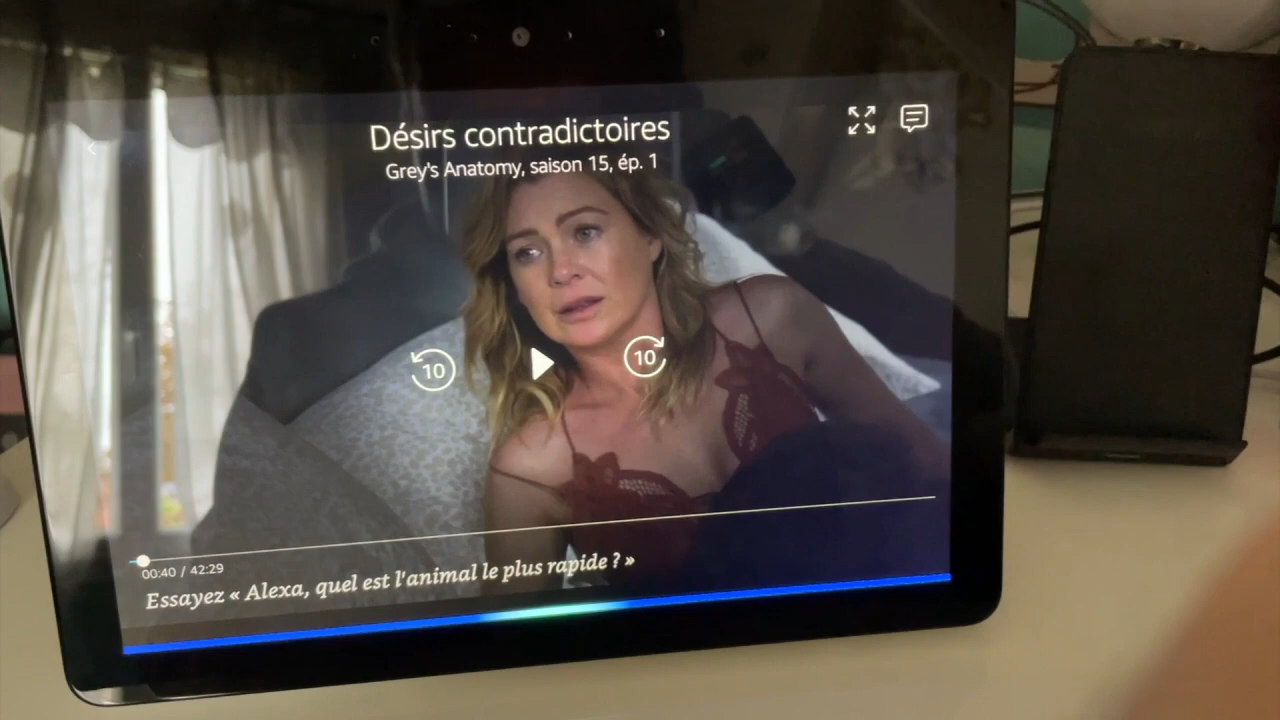 Désirs contradictoires
Grey's Anatomy, saison 15, ép. 1
10
10
00:40 / 42:29
Essayez « Alexa, quel est l'animal le plus rapide ? »